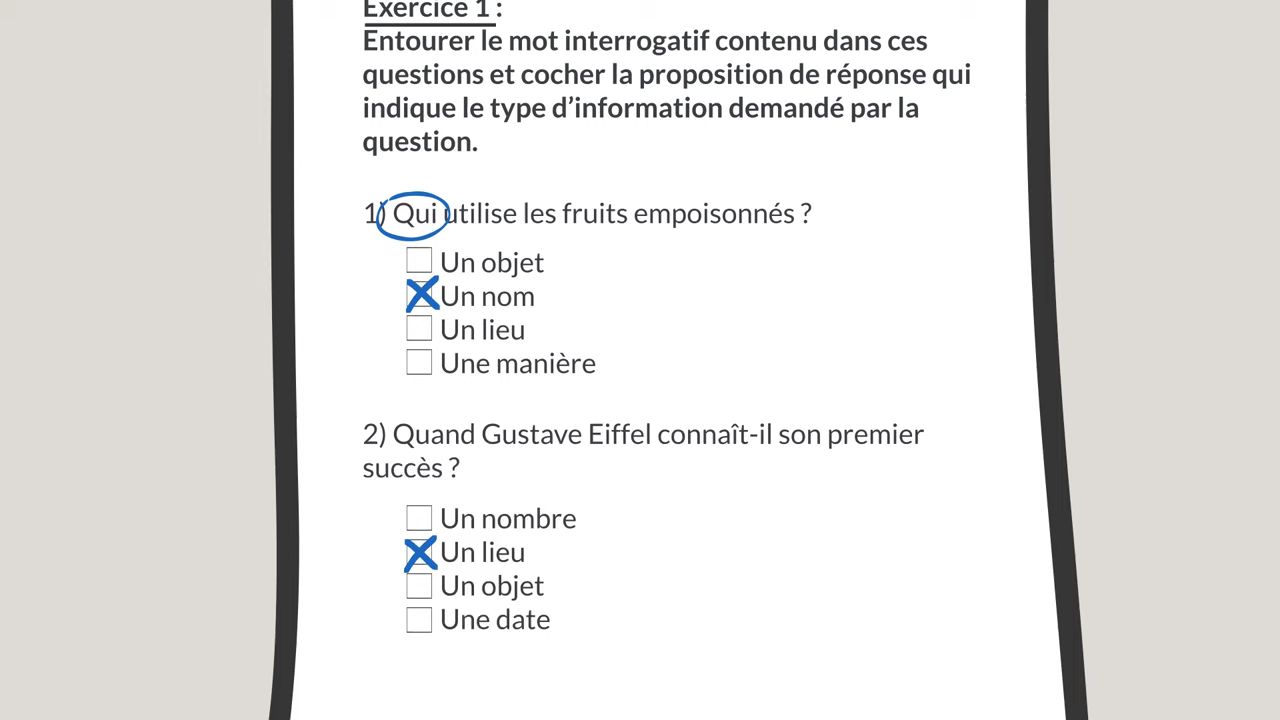 Exercice 1 :
Entourer le mot interrogatif contenu dans ces
questions et cocher la proposition de réponse qui
indique le type d’information demandé par la
question.
1) Qui utilise les fruits empoisonnés ?
Un objet
Un nom
Un lieu
Une manière
2) Quand Gustave Eiffel connaît-il son premier
succès ?
Un nombre
Un lieu
Un objet
Une date